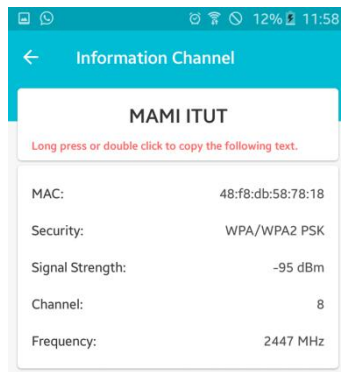 12% 11:58
Information Channel
MAMI ITUT
Long press or double click to copy the following text.
MAC: 48:f8:db:58:78:18
Security: WPA/WPA2 PSK
Signal Strength: -95 dBm
Channel: 8
Frequency: 2447 MHz